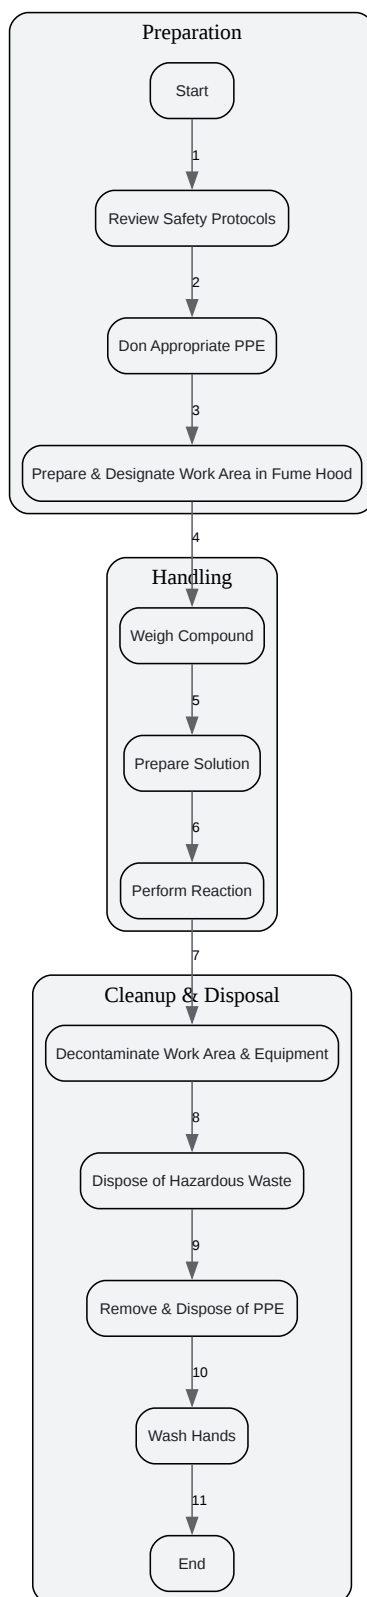 Preparation
Start
1
Review Safety Protocols
2
Don Appropriate PPE
3
Prepare & Designate Work Area in Fume Hood
4
Handling
Weigh Compound
5
Prepare Solution
6
Perform Reaction
7
Cleanup & Disposal
Decontaminate Work Area & Equipment
8
Dispose of Hazardous Waste
9
Remove & Dispose of PPE
10
Wash Hands
11
End